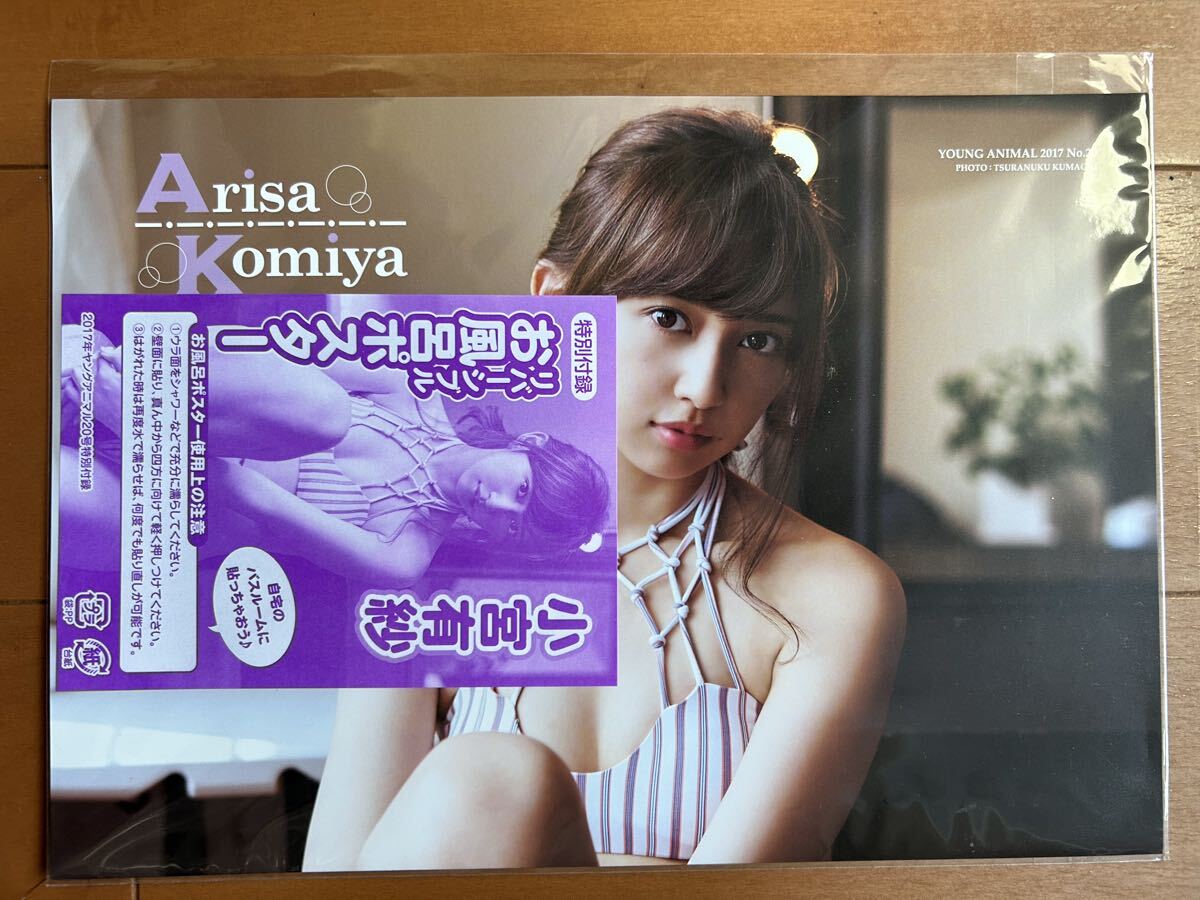 Arisa
Komiya
YOUNG ANIMAL 2017 No.
PHOTO : TSURANUKU
特別付録
リバーシブル
お風呂ポスター
小宮有紗
自宅の
バスルームに
貼っちゃおう♪
お風呂ポスター使用上の注意
①ウラ面をシャワーなどで充分に濡らしてください。
②壁面に貼り、真ん中から四方に向けて軽く押しつけてください。
③はがれた時は再度水で濡らせば、何度でも貼り直しが可能です。
2017年ヤングアニマル20号特別付録
プラ
袋:PP
紙
台紙